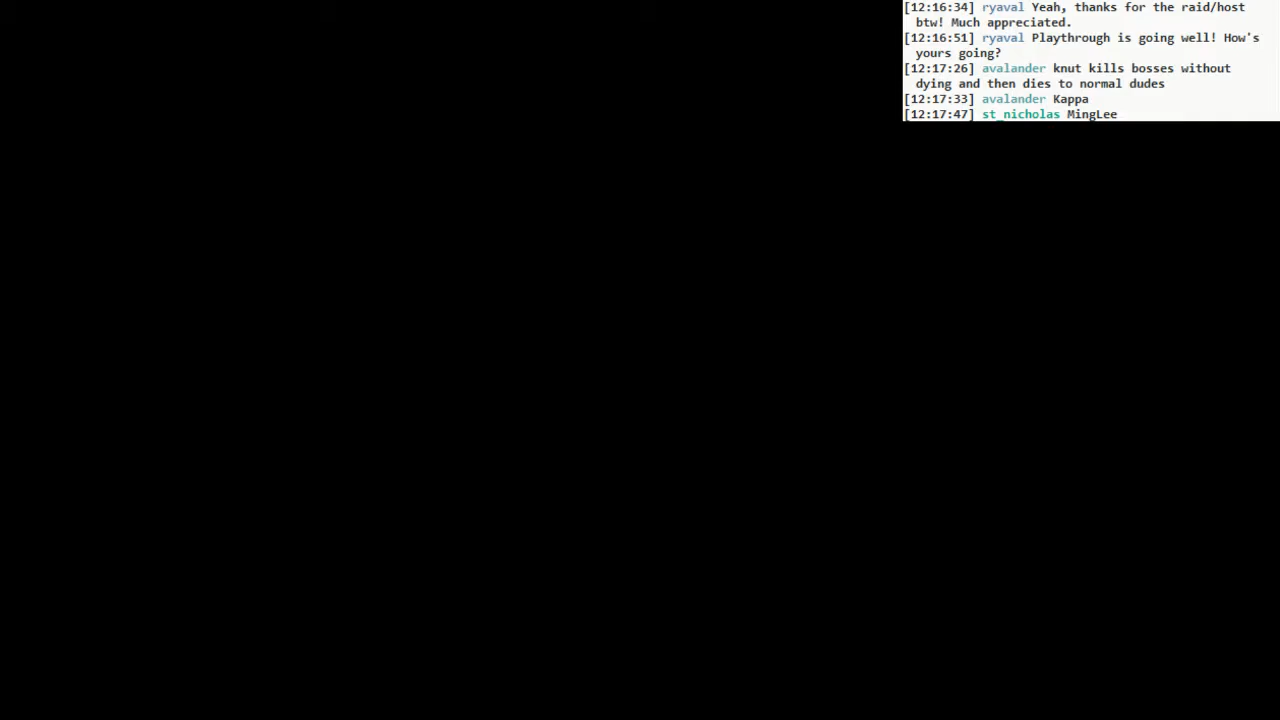 [12:16:34] ryaval Yeah, thanks for the raid/host
btw! Much appreciated.
[12:16:51] ryaval Playthrough is going well! How's
yours going?
[12:17:26] avalander knut kills bosses without
dying and then dies to normal dudes
[12:17:33] avalander Kappa
[12:17:47] st_nicholas MingLee